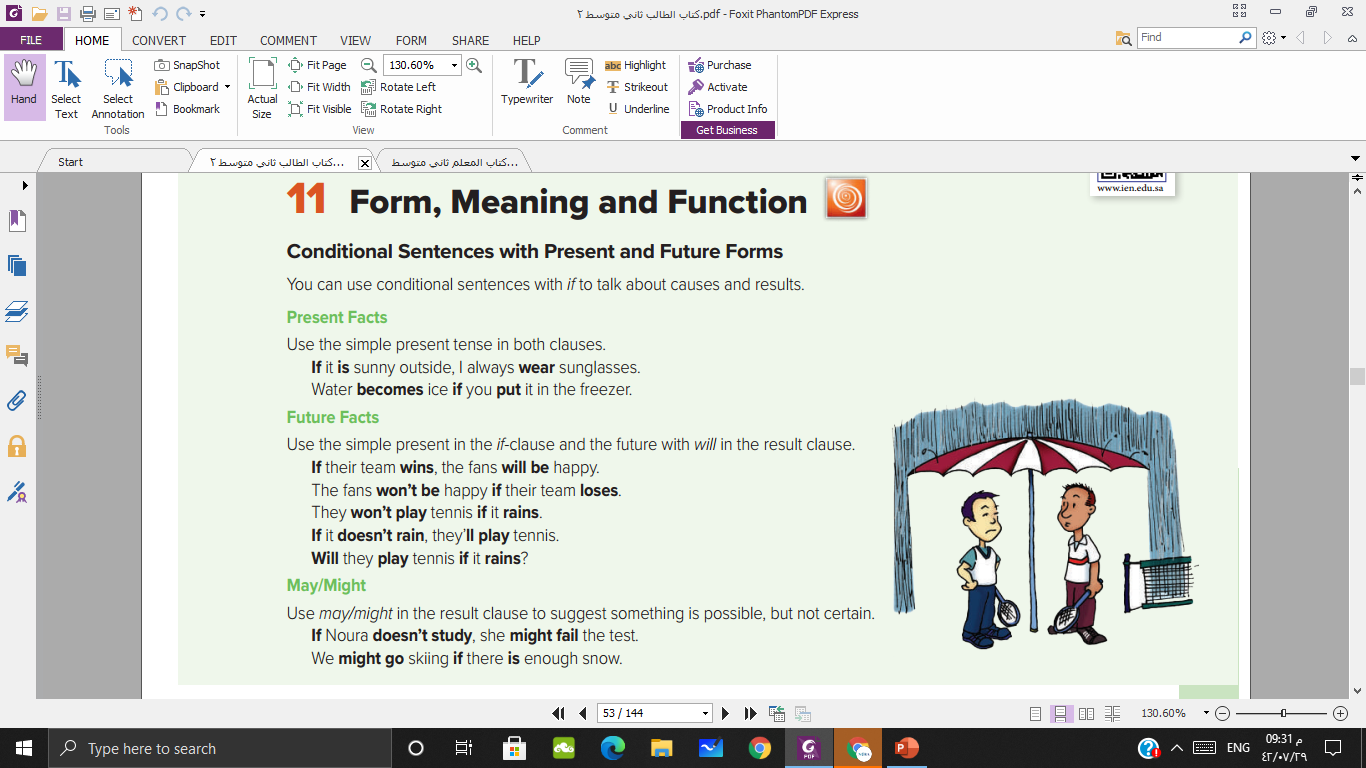 كتاب الطالب ثاني متوسط ٢.pdf - Foxit PhantomPDF Express
FILE HOME CONVERT EDIT COMMENT VIEW FORM SHARE HELP Find
Hand
Select Text
Select Annotation
SnapShot
Clipboard
Bookmark
Tools
Actual Size
Fit Page
Fit Width
Fit Visible
130.60%
Rotate Left
Rotate Right
View
Typewriter
Note
Highlight
Strikeout
Underline
Comment
Purchase
Activate
Product Info
Get Business
Start
كتاب الطالب ثاني متوسط ٢...
كتاب المعلم ثاني متوسط...
www.ien.edu.sa
11 Form, Meaning and Function
Conditional Sentences with Present and Future Forms
You can use conditional sentences with if to talk about causes and results.
Present Facts
Use the simple present tense in both clauses.
If it is sunny outside, I always wear sunglasses.
Water becomes ice if you put it in the freezer.
Future Facts
Use the simple present in the if-clause and the future with will in the result clause.
If their team wins, the fans will be happy.
The fans won't be happy if their team loses.
They won't play tennis if it rains.
If it doesn't rain, they'll play tennis.
Will they play tennis if it rains?
May/Might
Use may/might in the result clause to suggest something is possible, but not certain.
If Noura doesn't study, she might fail the test.
We might go skiing if there is enough snow.
53 / 144
130.60%
Type here to search
ENG
09:31 م
٤٢/٠٧/٢٩